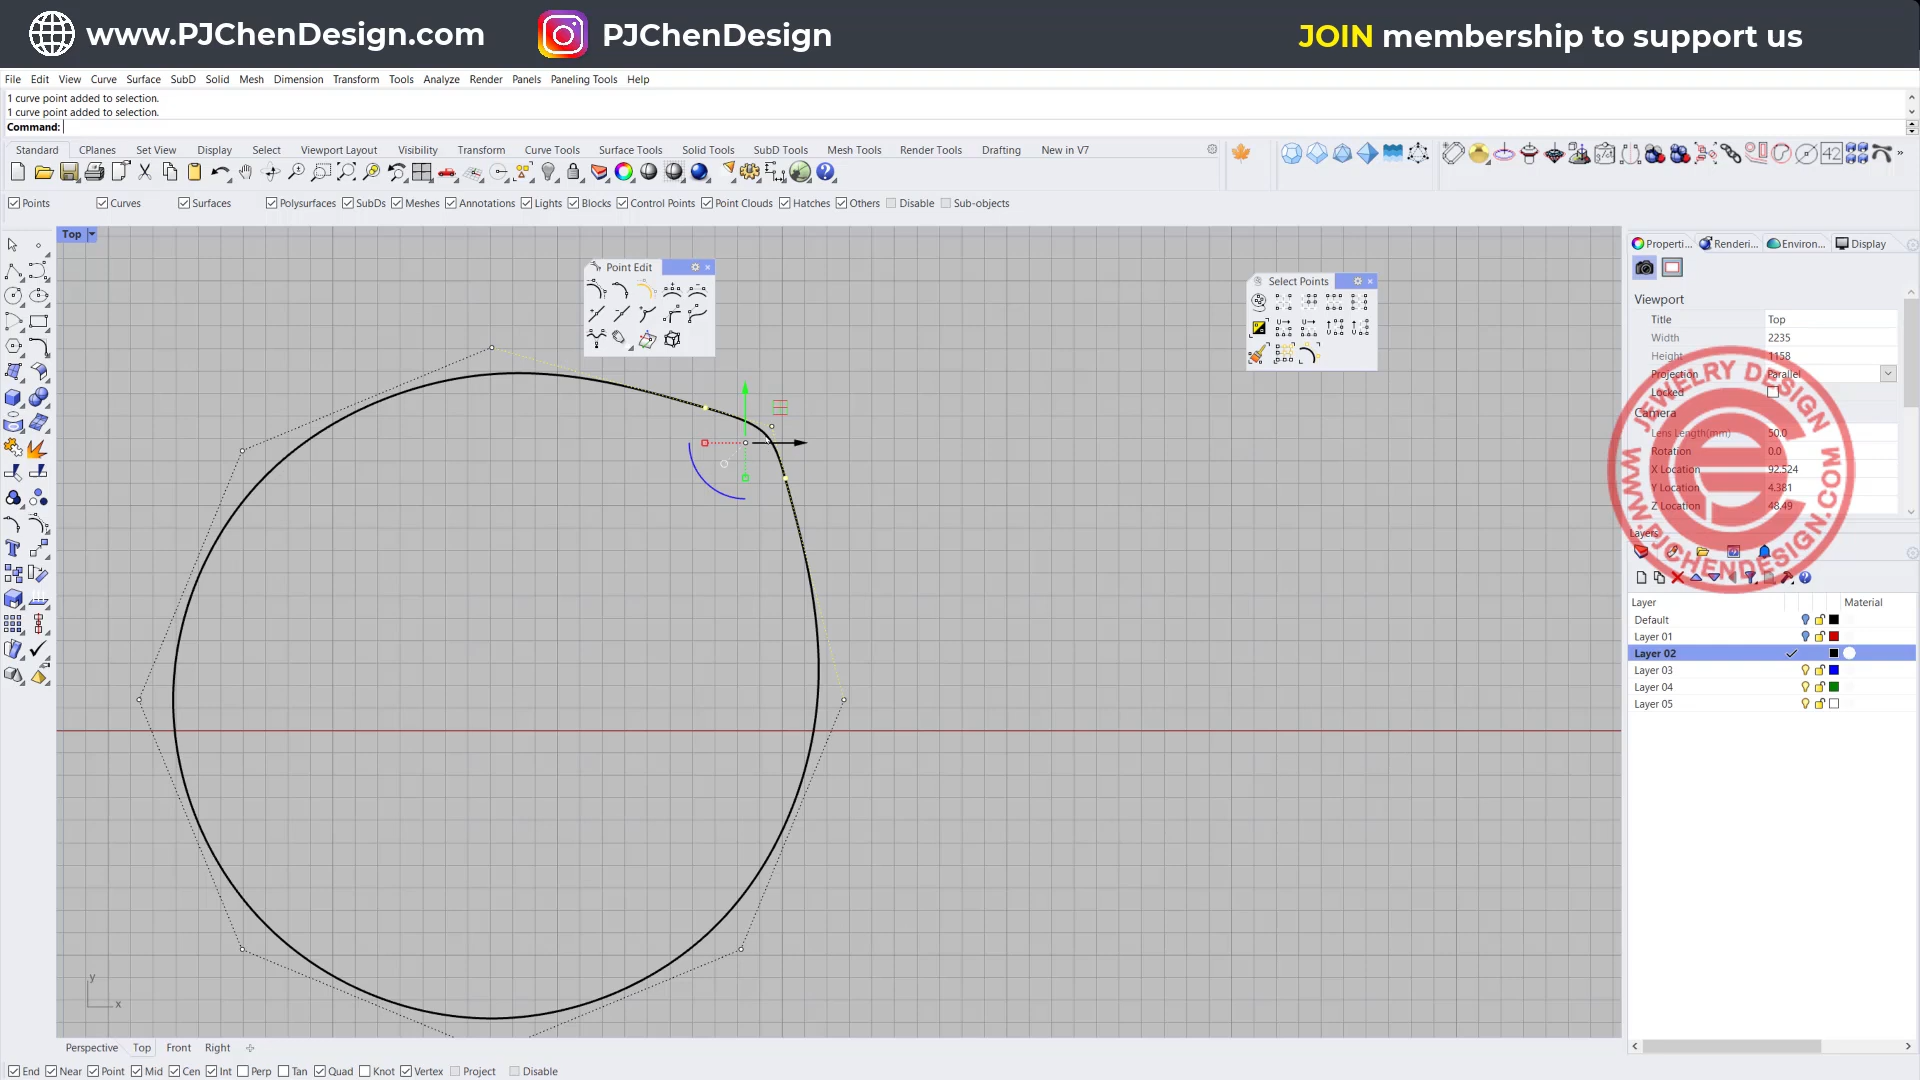 www.PJChenDesign.com PJChenDesign JOIN membership to support us
File Edit View Curve Surface SubD Solid Mesh Dimension Transform Tools Analyze Render Panels Paneling Tools Help
1 curve point added to selection.
1 curve point added to selection.
Command:
Standard CPlanes Set View Display Select Viewport Layout Visibility Transform Curve Tools Surface Tools Solid Tools SubD Tools Mesh Tools Render Tools Drafting New in V7
Points Curves Surfaces Polysurfaces SubDs Meshes Annotations Lights Blocks Control Points Point Clouds Hatches Others Disable Sub-objects
Top
Point Edit
Select Points
Properti... Renderi... Environ... Display
Viewport
Title Top
Width 2235
Height 1158
Projection Parallel
Locked
Camera
Lens Length(mm) 50.0
Rotation 0.0
X Location 92.524
Y Location 4.381
Z Location 48.49
JEWELRY DESIGN
WWW.PJCHENDESIGN.COM
Layers
Layer Material
Default
Layer 01
Layer 02
Layer 03
Layer 04
Layer 05
y
x
Perspective Top Front Right
End Near Point Mid Cen Int Perp Tan Quad Knot Vertex Project Disable